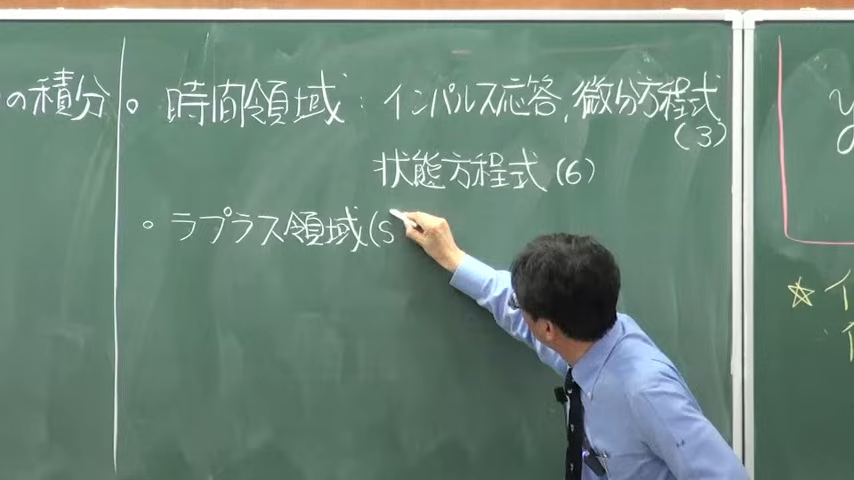 の積分
。時間領域：インパルス応答, 微分方程式
(3)
状態方程式(6)
。ラプラス領域(s
y
☆イ